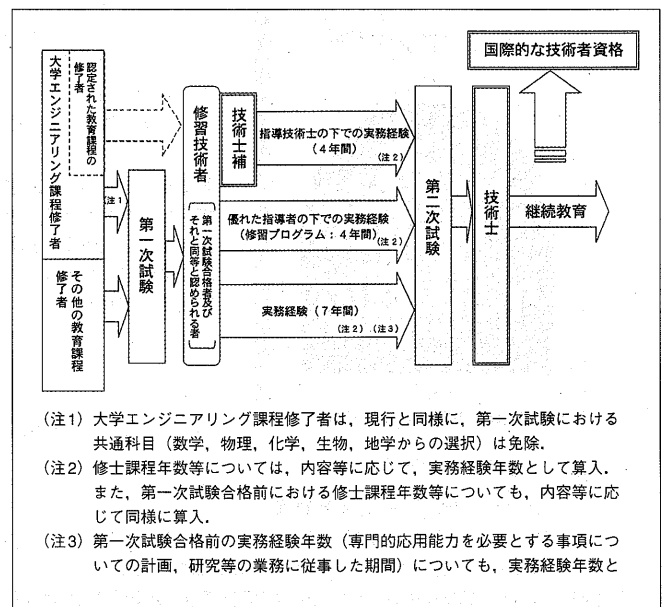 国際的な技術者資格
大学エンジニアリング課程修了者
認定された教育課程の
修了者
その他の教育課程
修了者
(注1
第一次試験
修習技術者
第一次試験合格者及び
それと同等と認められる者
技術士補
指導技術士の下での実務経験
(4年間)
(注2)
優れた指導者の下での実務経験
(修習プログラム:4年間)(注2)
実務経験(7年間)
(注2)(注3)
第二次試験
技術士
継続教育
(注1) 大学エンジニアリング課程修了者は,現行と同様に,第一次試験における
共通科目(数学,物理,化学,生物,地学からの選択)は免除.
(注2) 修士課程年数等については,内容等に応じて,実務経験年数として算入.
また,第一次試験合格前における修士課程年数等についても,内容等に応
じて同様に算入.
(注3) 第一次試験合格前の実務経験年数(専門的応用能力を必要とする事項につ
いての計画,研究等の業務に従事した期間)についても,実務経験年数と